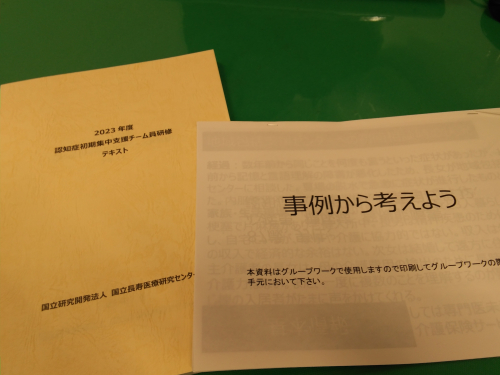 2023 年度
認知症初期集中支援チーム員研修
テキスト
国立研究開発法人 国立長寿医療研究センター
事例から考えよう
本資料はグループワークで使用しますので印刷してグループワークの間
手元において下さい。